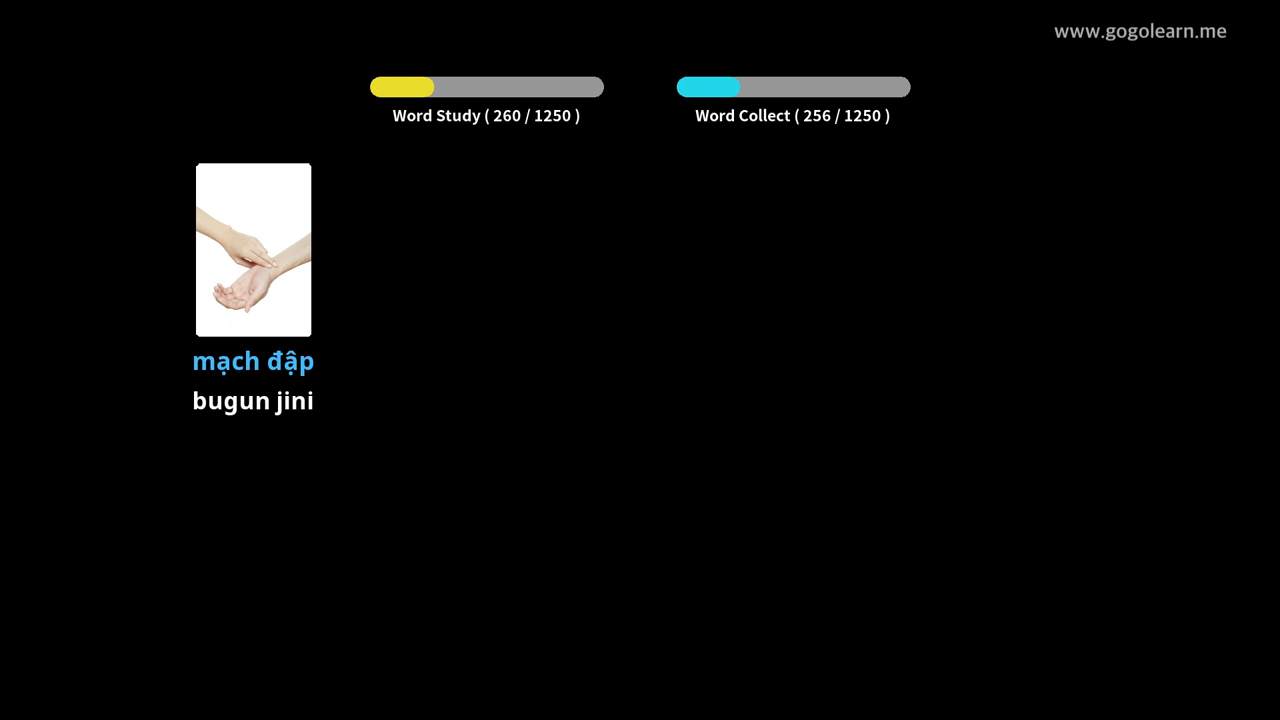 www.gogolearn.me
Word Study ( 260 / 1250 )
Word Collect ( 256 / 1250 )
mạch đập
bugun jini